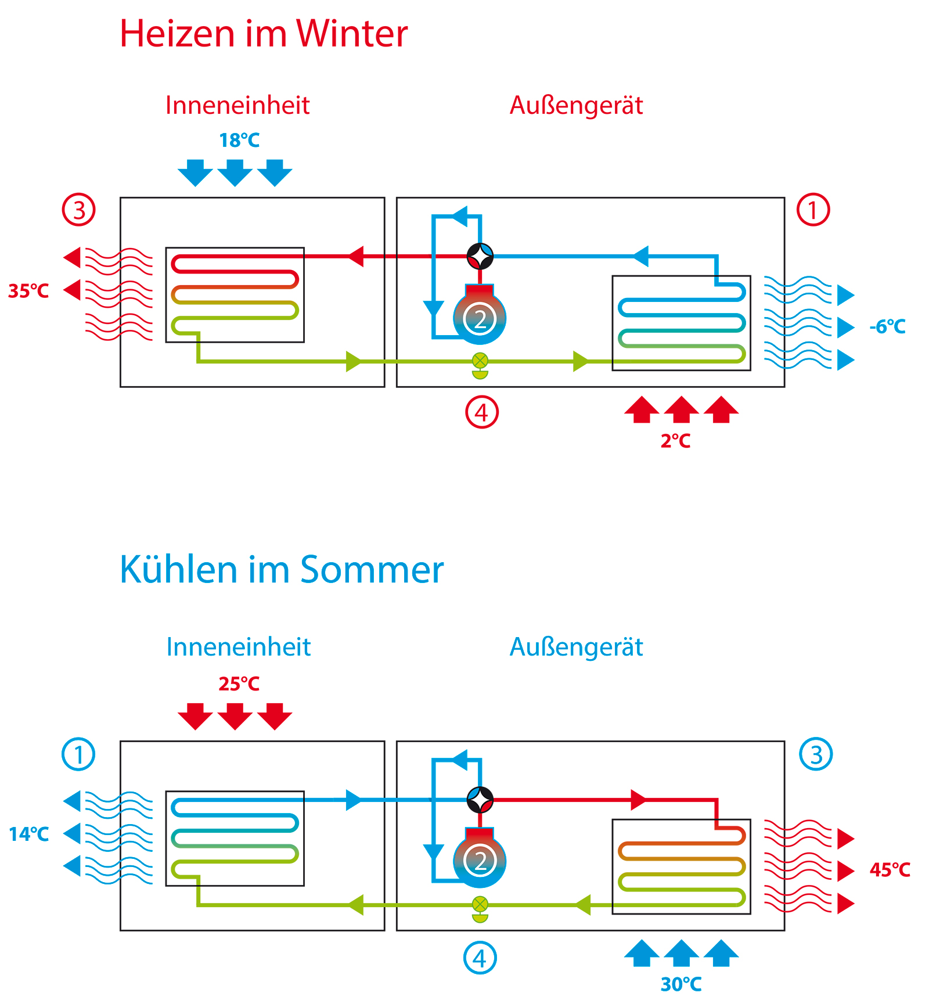 Heizen im Winter
Inneneinheit
Außengerät
18°C
3
1
35°C
2
-6°C
4
2°C
Kühlen im Sommer
Inneneinheit
Außengerät
25°C
1
3
14°C
2
45°C
4
30°C